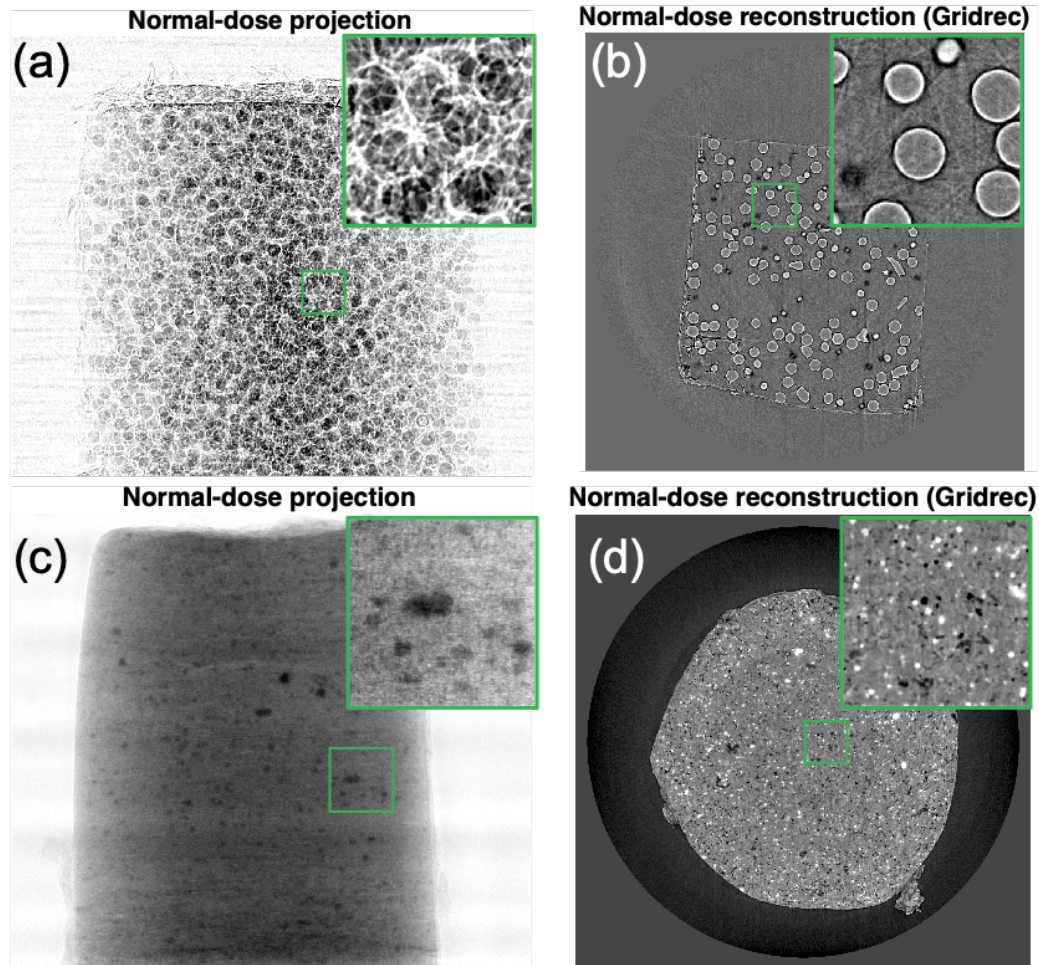 Normal-dose projection
(a)
Normal-dose reconstruction (Gridrec)
(b)
Normal-dose projection
(c)
Normal-dose reconstruction (Gridrec)
(d)